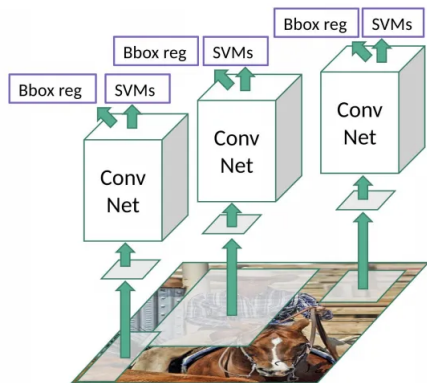 Bbox reg SVMs
Bbox reg SVMs
Bbox reg SVMs
Conv
Net
Conv
Net
Conv
Net